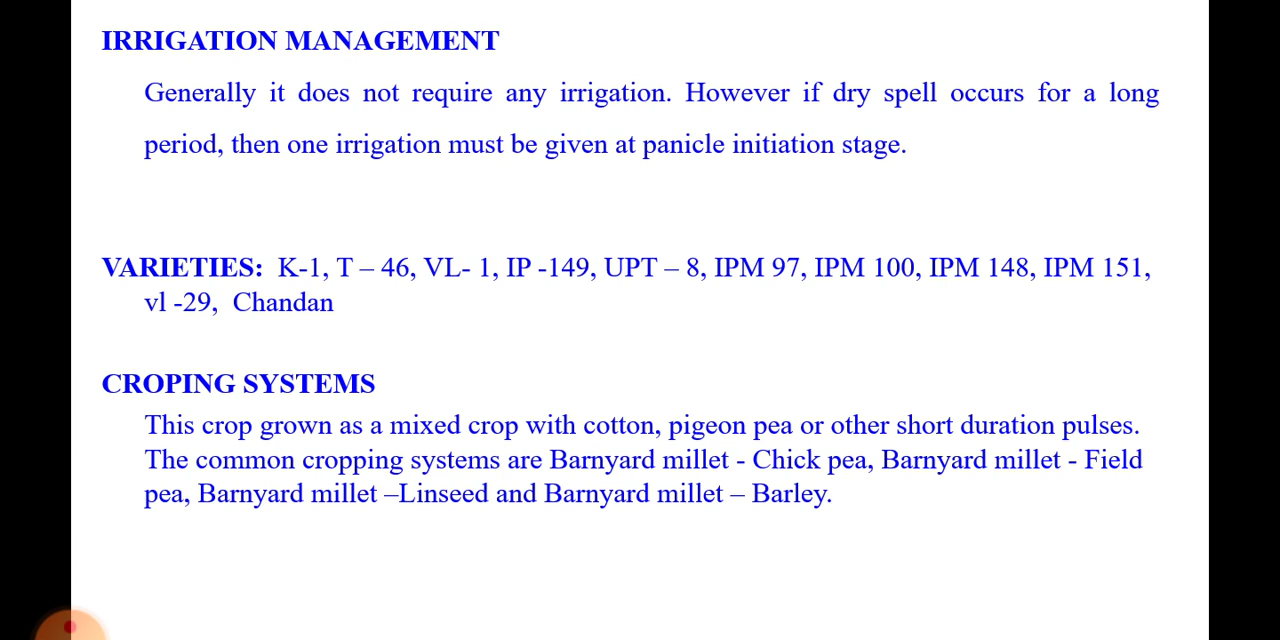 IRRIGATION MANAGEMENT
Generally it does not require any irrigation. However if dry spell occurs for a long
period, then one irrigation must be given at panicle initiation stage.
VARIETIES: K-1, T – 46, VL- 1, IP -149, UPT – 8, IPM 97, IPM 100, IPM 148, IPM 151,
vl -29, Chandan
CROPING SYSTEMS
This crop grown as a mixed crop with cotton, pigeon pea or other short duration pulses.
The common cropping systems are Barnyard millet - Chick pea, Barnyard millet - Field
pea, Barnyard millet –Linseed and Barnyard millet – Barley.